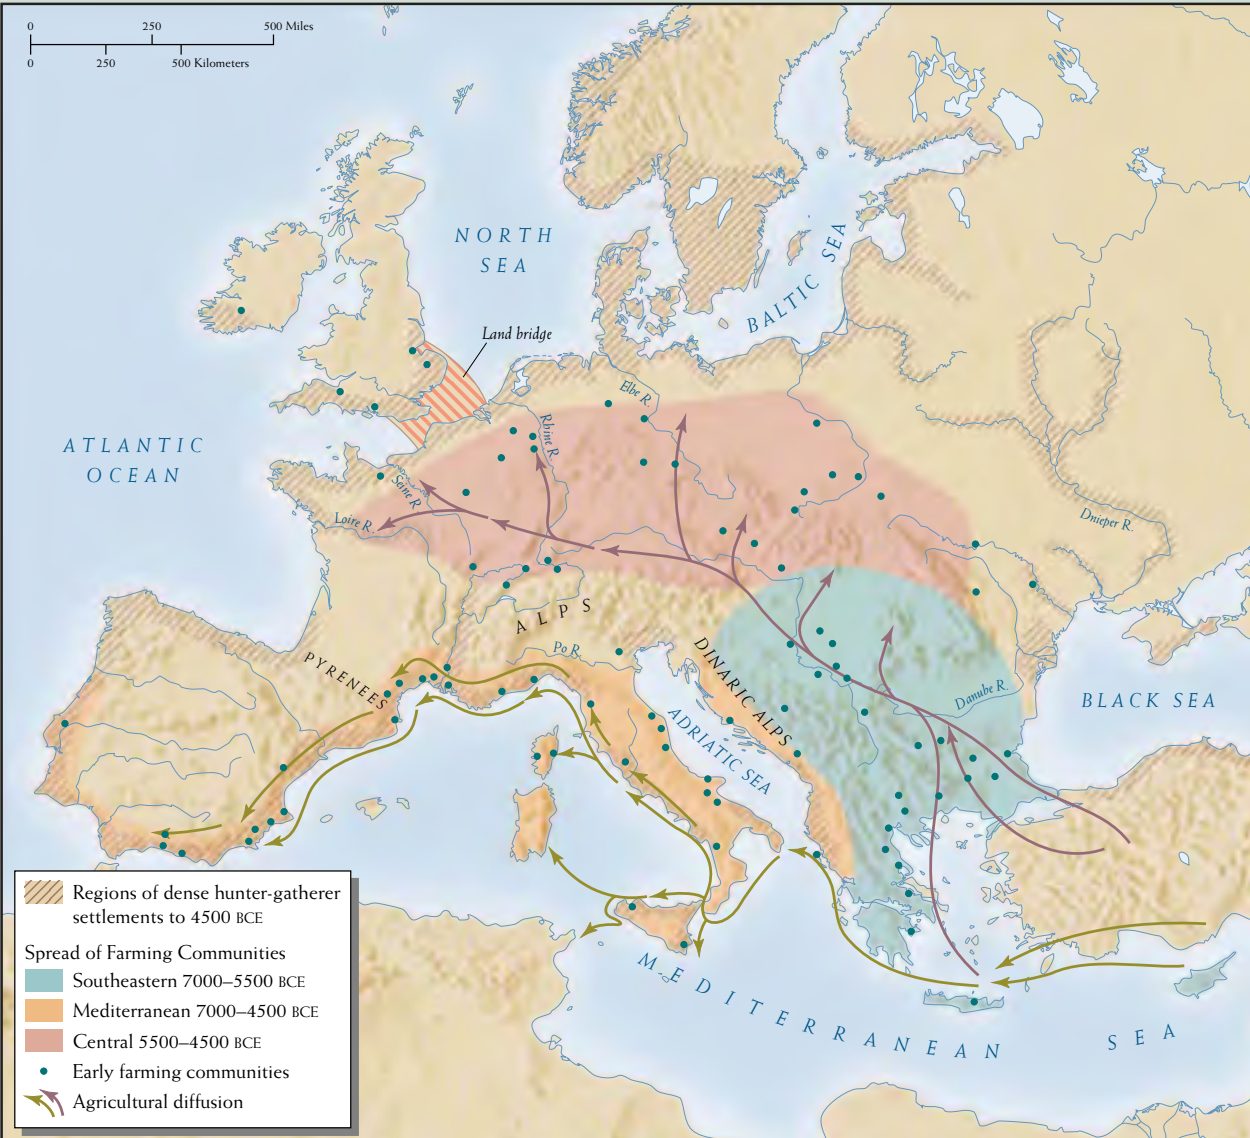 0 250 500 Miles
0 250 500 Kilometers
NORTH
SEA
BALTIC SEA
Land bridge
Elbe R.
Rhine R.
ATLANTIC
OCEAN
Seine R.
Loire R.
Dnieper R.
ALPS
Po R.
PYRENEES
DINARIC ALPS
Danube R.
BLACK SEA
ADRIATIC SEA
MEDITERRANEAN SEA
Regions of dense hunter-gatherer
settlements to 4500 BCE
Spread of Farming Communities
Southeastern 7000–5500 BCE
Mediterranean 7000–4500 BCE
Central 5500–4500 BCE
Early farming communities
Agricultural diffusion